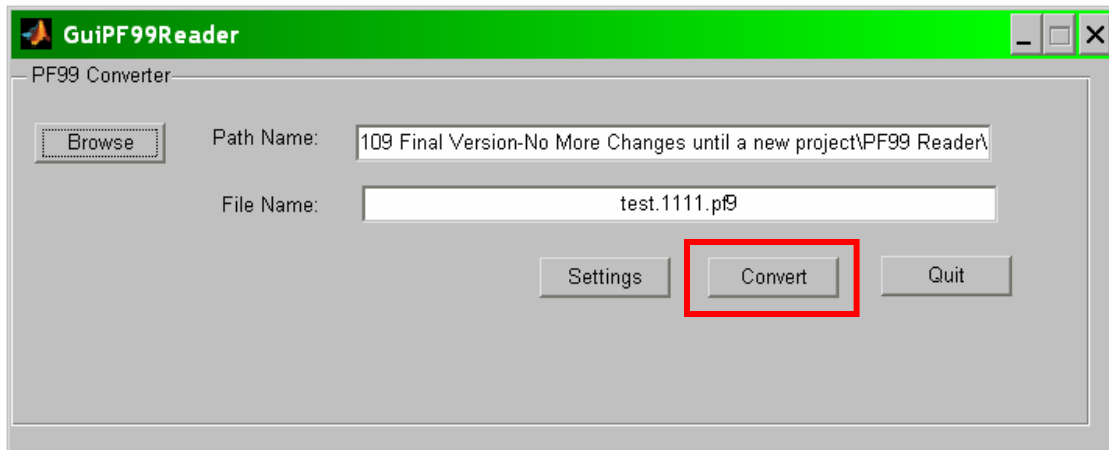 GuiPF99Reader
PF99 Converter
Browse
Path Name:
109 Final Version-No More Changes until a new project\PF99 Reader\
File Name:
test.1111.pf9
Settings
Convert
Quit